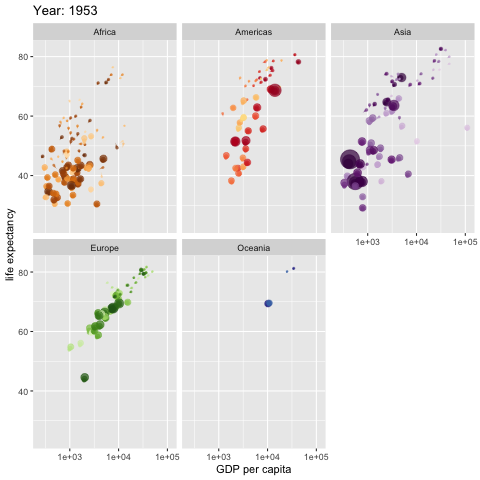 Year: 1953
Africa
Americas
Asia
80
60
40
1e+03 1e+04 1e+05
life expectancy
Europe
Oceania
80
60
40
1e+03 1e+04 1e+05
1e+03 1e+04 1e+05
GDP per capita